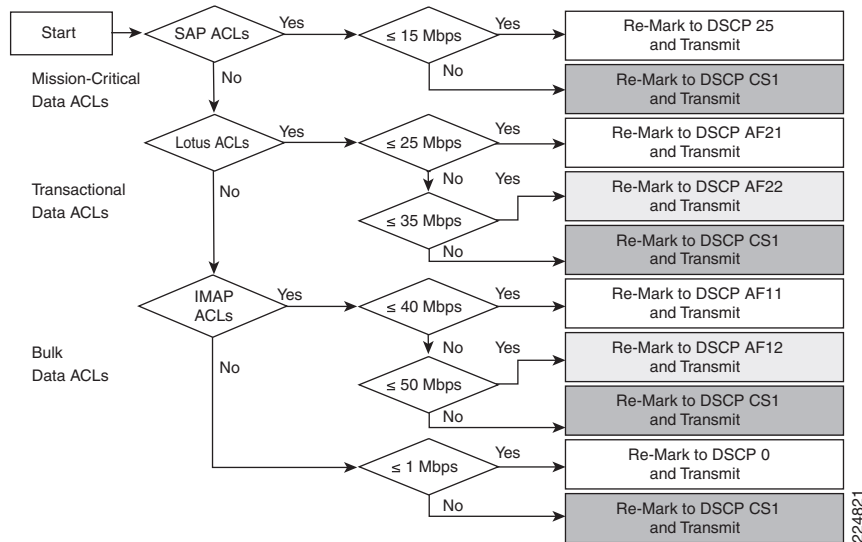 Start
SAP ACLs
Yes
≤ 15 Mbps
Yes
Re-Mark to DSCP 25
and Transmit
No
No
Mission-Critical
Data ACLs
Re-Mark to DSCP CS1
and Transmit
Lotus ACLs
Yes
≤ 25 Mbps
Yes
Re-Mark to DSCP AF21
and Transmit
No
No
Yes
Transactional
Data ACLs
≤ 35 Mbps
Re-Mark to DSCP AF22
and Transmit
No
Re-Mark to DSCP CS1
and Transmit
IMAP
ACLs
Yes
≤ 40 Mbps
Yes
Re-Mark to DSCP AF11
and Transmit
No
No
Yes
Bulk
Data ACLs
≤ 50 Mbps
Re-Mark to DSCP AF12
and Transmit
No
Re-Mark to DSCP CS1
and Transmit
≤ 1 Mbps
Yes
Re-Mark to DSCP 0
and Transmit
No
Re-Mark to DSCP CS1
and Transmit
224821